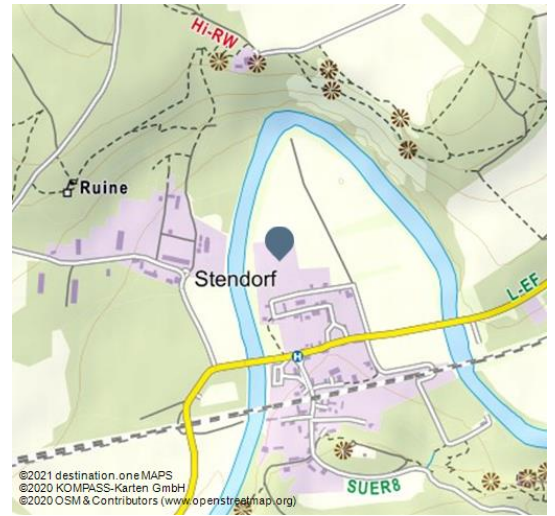 Hi-RW
Ruine
Stendorf
L-EF
H
SUER8
©2021 destination.one MAPS
©2020 KOMPASS-Karten GmbH
©2020 OSM & Contributors (www.openstreetmap.org)